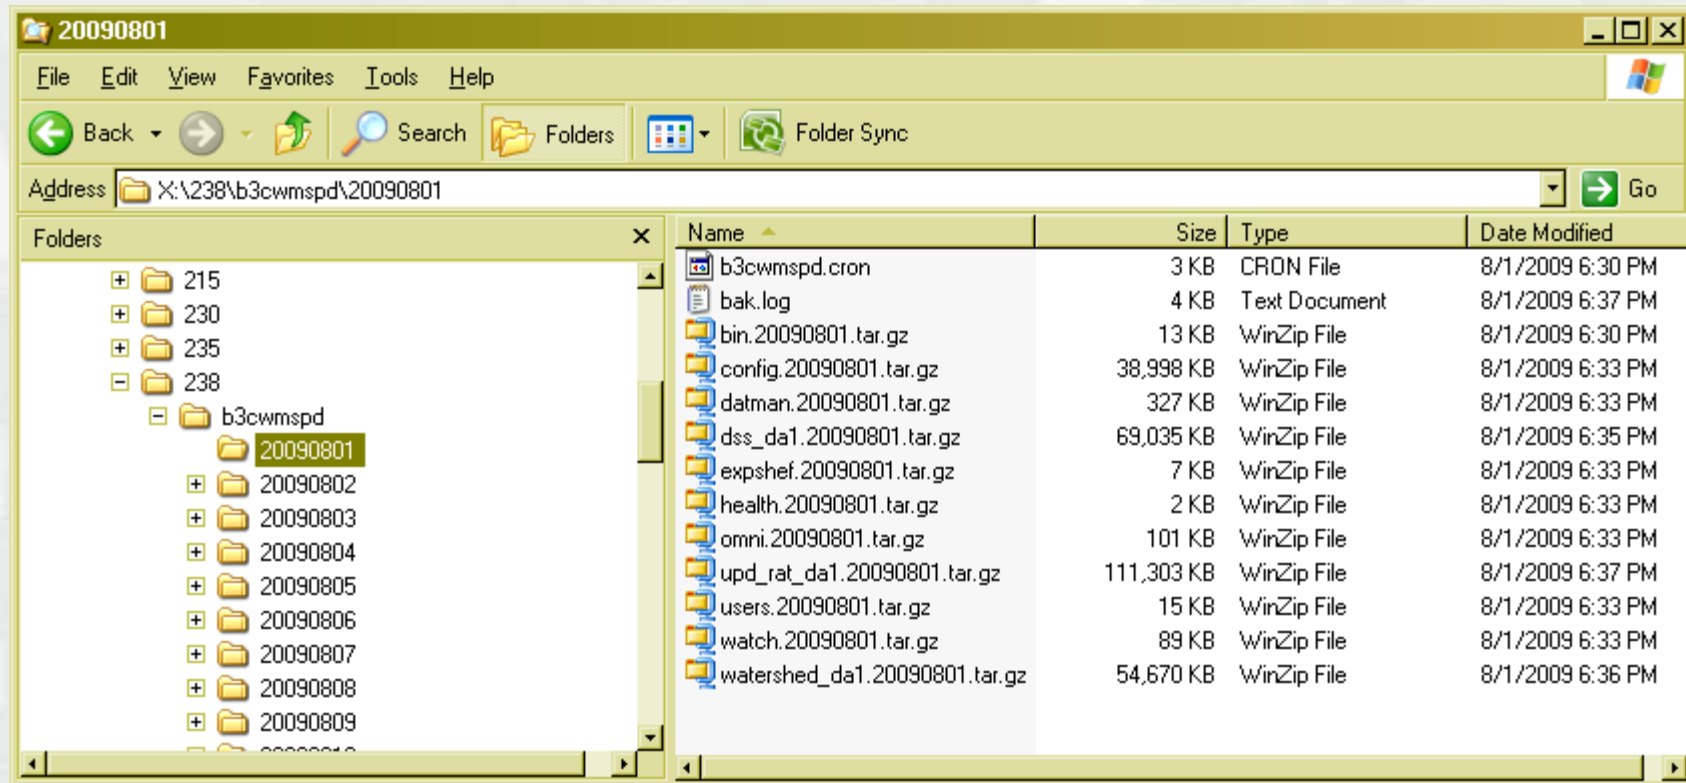 20090801
File Edit View Favorites Tools Help
Back Search Folders Folder Sync
Address X:\238\b3cwmspd\20090801 Go
Folders
215
230
235
238
b3cwmspd
20090801
20090802
20090803
20090804
20090805
20090806
20090807
20090808
20090809
Name Size Type Date Modified
b3cwmspd.cron 3 KB CRON File 8/1/2009 6:30 PM
bak.log 4 KB Text Document 8/1/2009 6:37 PM
bin.20090801.tar.gz 13 KB WinZip File 8/1/2009 6:30 PM
config.20090801.tar.gz 38,998 KB WinZip File 8/1/2009 6:33 PM
datman.20090801.tar.gz 327 KB WinZip File 8/1/2009 6:33 PM
dss_da1.20090801.tar.gz 69,035 KB WinZip File 8/1/2009 6:35 PM
expshef.20090801.tar.gz 7 KB WinZip File 8/1/2009 6:33 PM
health.20090801.tar.gz 2 KB WinZip File 8/1/2009 6:33 PM
omni.20090801.tar.gz 101 KB WinZip File 8/1/2009 6:33 PM
upd_rat_da1.20090801.tar.gz 111,303 KB WinZip File 8/1/2009 6:37 PM
users.20090801.tar.gz 15 KB WinZip File 8/1/2009 6:33 PM
watch.20090801.tar.gz 89 KB WinZip File 8/1/2009 6:33 PM
watershed_da1.20090801.tar.gz 54,670 KB WinZip File 8/1/2009 6:36 PM